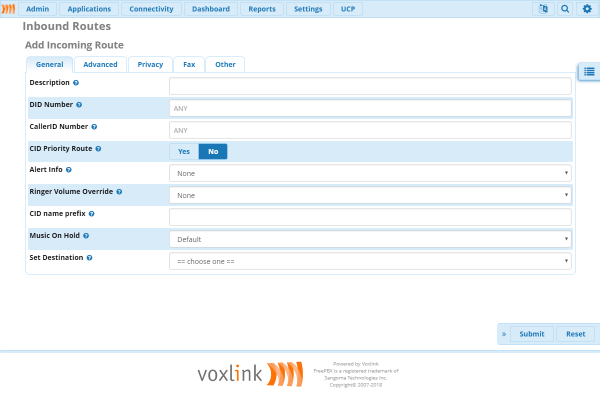 Admin Applications Connectivity Dashboard Reports Settings UCP
Inbound Routes
Add Incoming Route
General Advanced Privacy Fax Other
Description
DID Number ANY
CallerID Number ANY
CID Priority Route Yes No
Alert Info None
Ringer Volume Override None
CID name prefix
Music On Hold Default
Set Destination == choose one ==
» Submit Reset
voxlink
Powered by Voxlink
FreePBX is a registered trademark of
Sangoma Technologies Inc.
Copyright© 2007-2018